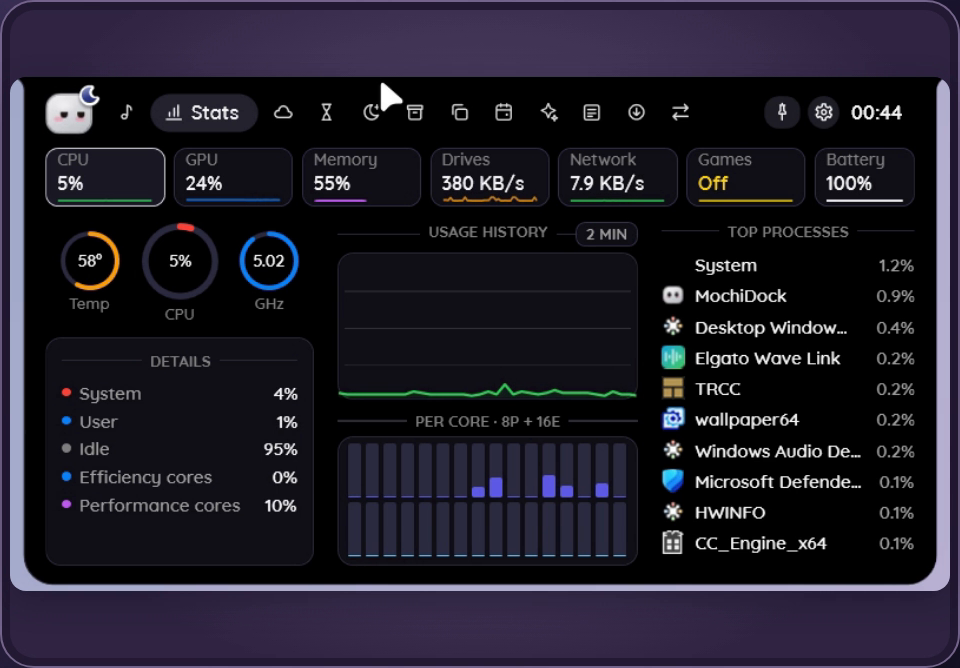 Stats
00:44
CPU
5%
GPU
24%
Memory
55%
Drives
380 KB/s
Network
7.9 KB/s
Games
Off
Battery
100%
58°
Temp
5%
CPU
5.02
GHz
DETAILS
System 4%
User 1%
Idle 95%
Efficiency cores 0%
Performance cores 10%
USAGE HISTORY
2 MIN
PER CORE · 8P + 16E
TOP PROCESSES
System 1.2%
MochiDock 0.9%
Desktop Window... 0.4%
Elgato Wave Link 0.2%
TRCC 0.2%
wallpaper64 0.2%
Windows Audio De... 0.2%
Microsoft Defende... 0.1%
HWINFO 0.1%
CC_Engine_x64 0.1%